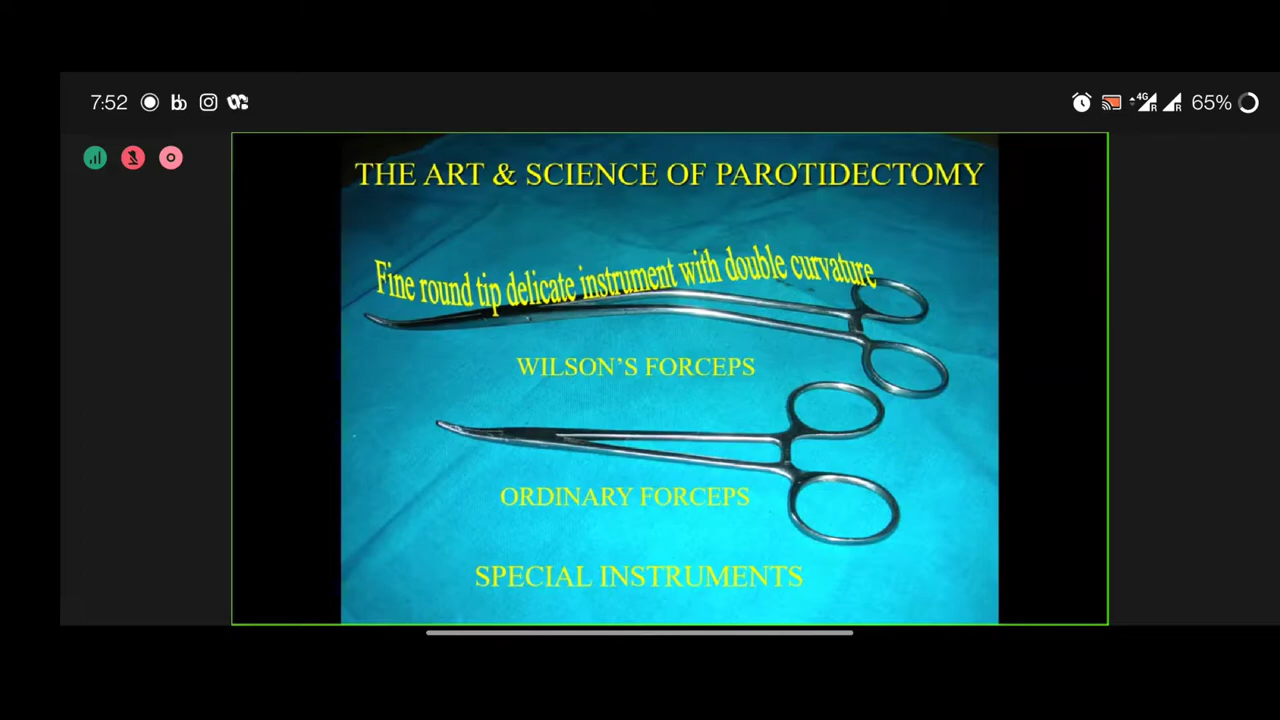 7:52
4G
R
R
65%
THE ART & SCIENCE OF PAROTIDECTOMY
Fine round tip delicate instrument with double curvature
WILSON'S FORCEPS
ORDINARY FORCEPS
SPECIAL INSTRUMENTS